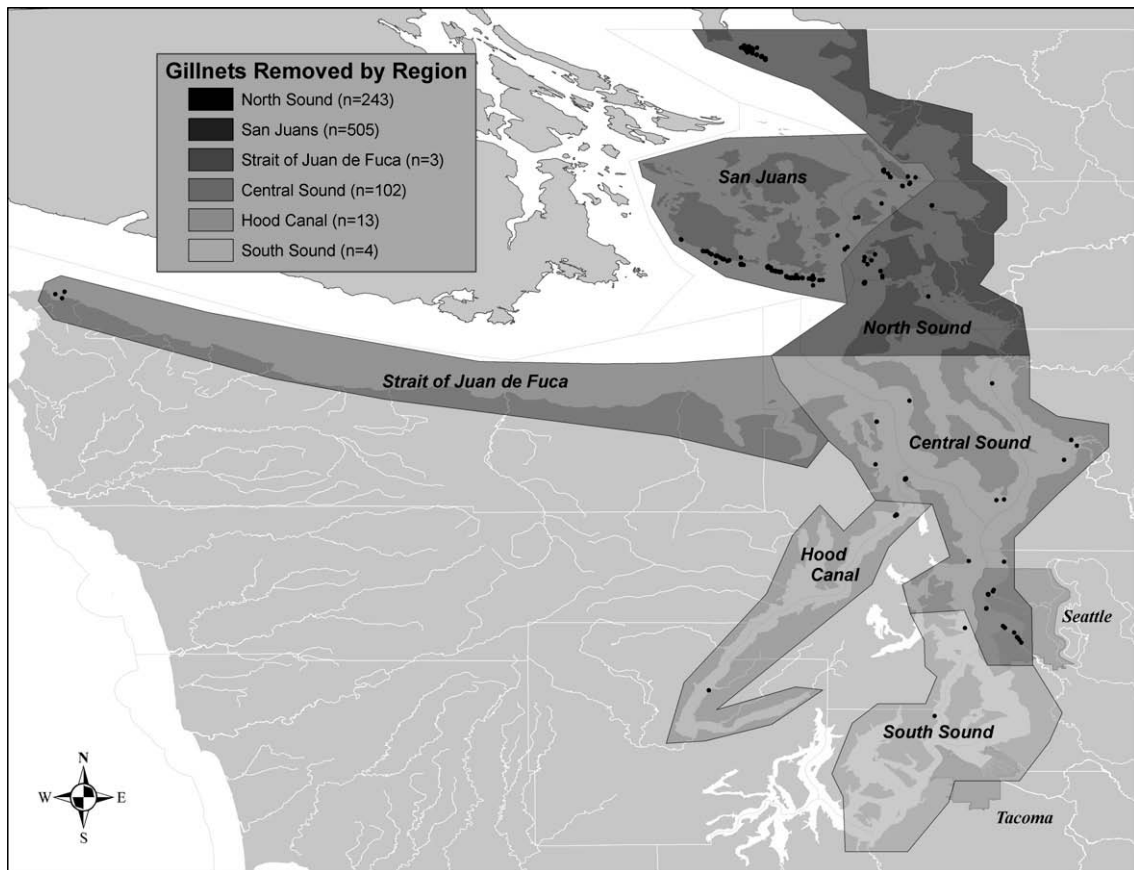 Gillnets Removed by Region
North Sound (n=243)
San Juans (n=505)
Strait of Juan de Fuca (n=3)
Central Sound (n=102)
Hood Canal (n=13)
South Sound (n=4)
San Juans
North Sound
Strait of Juan de Fuca
Central Sound
Hood
Canal
Seattle
South Sound
Tacoma
N
W E
S